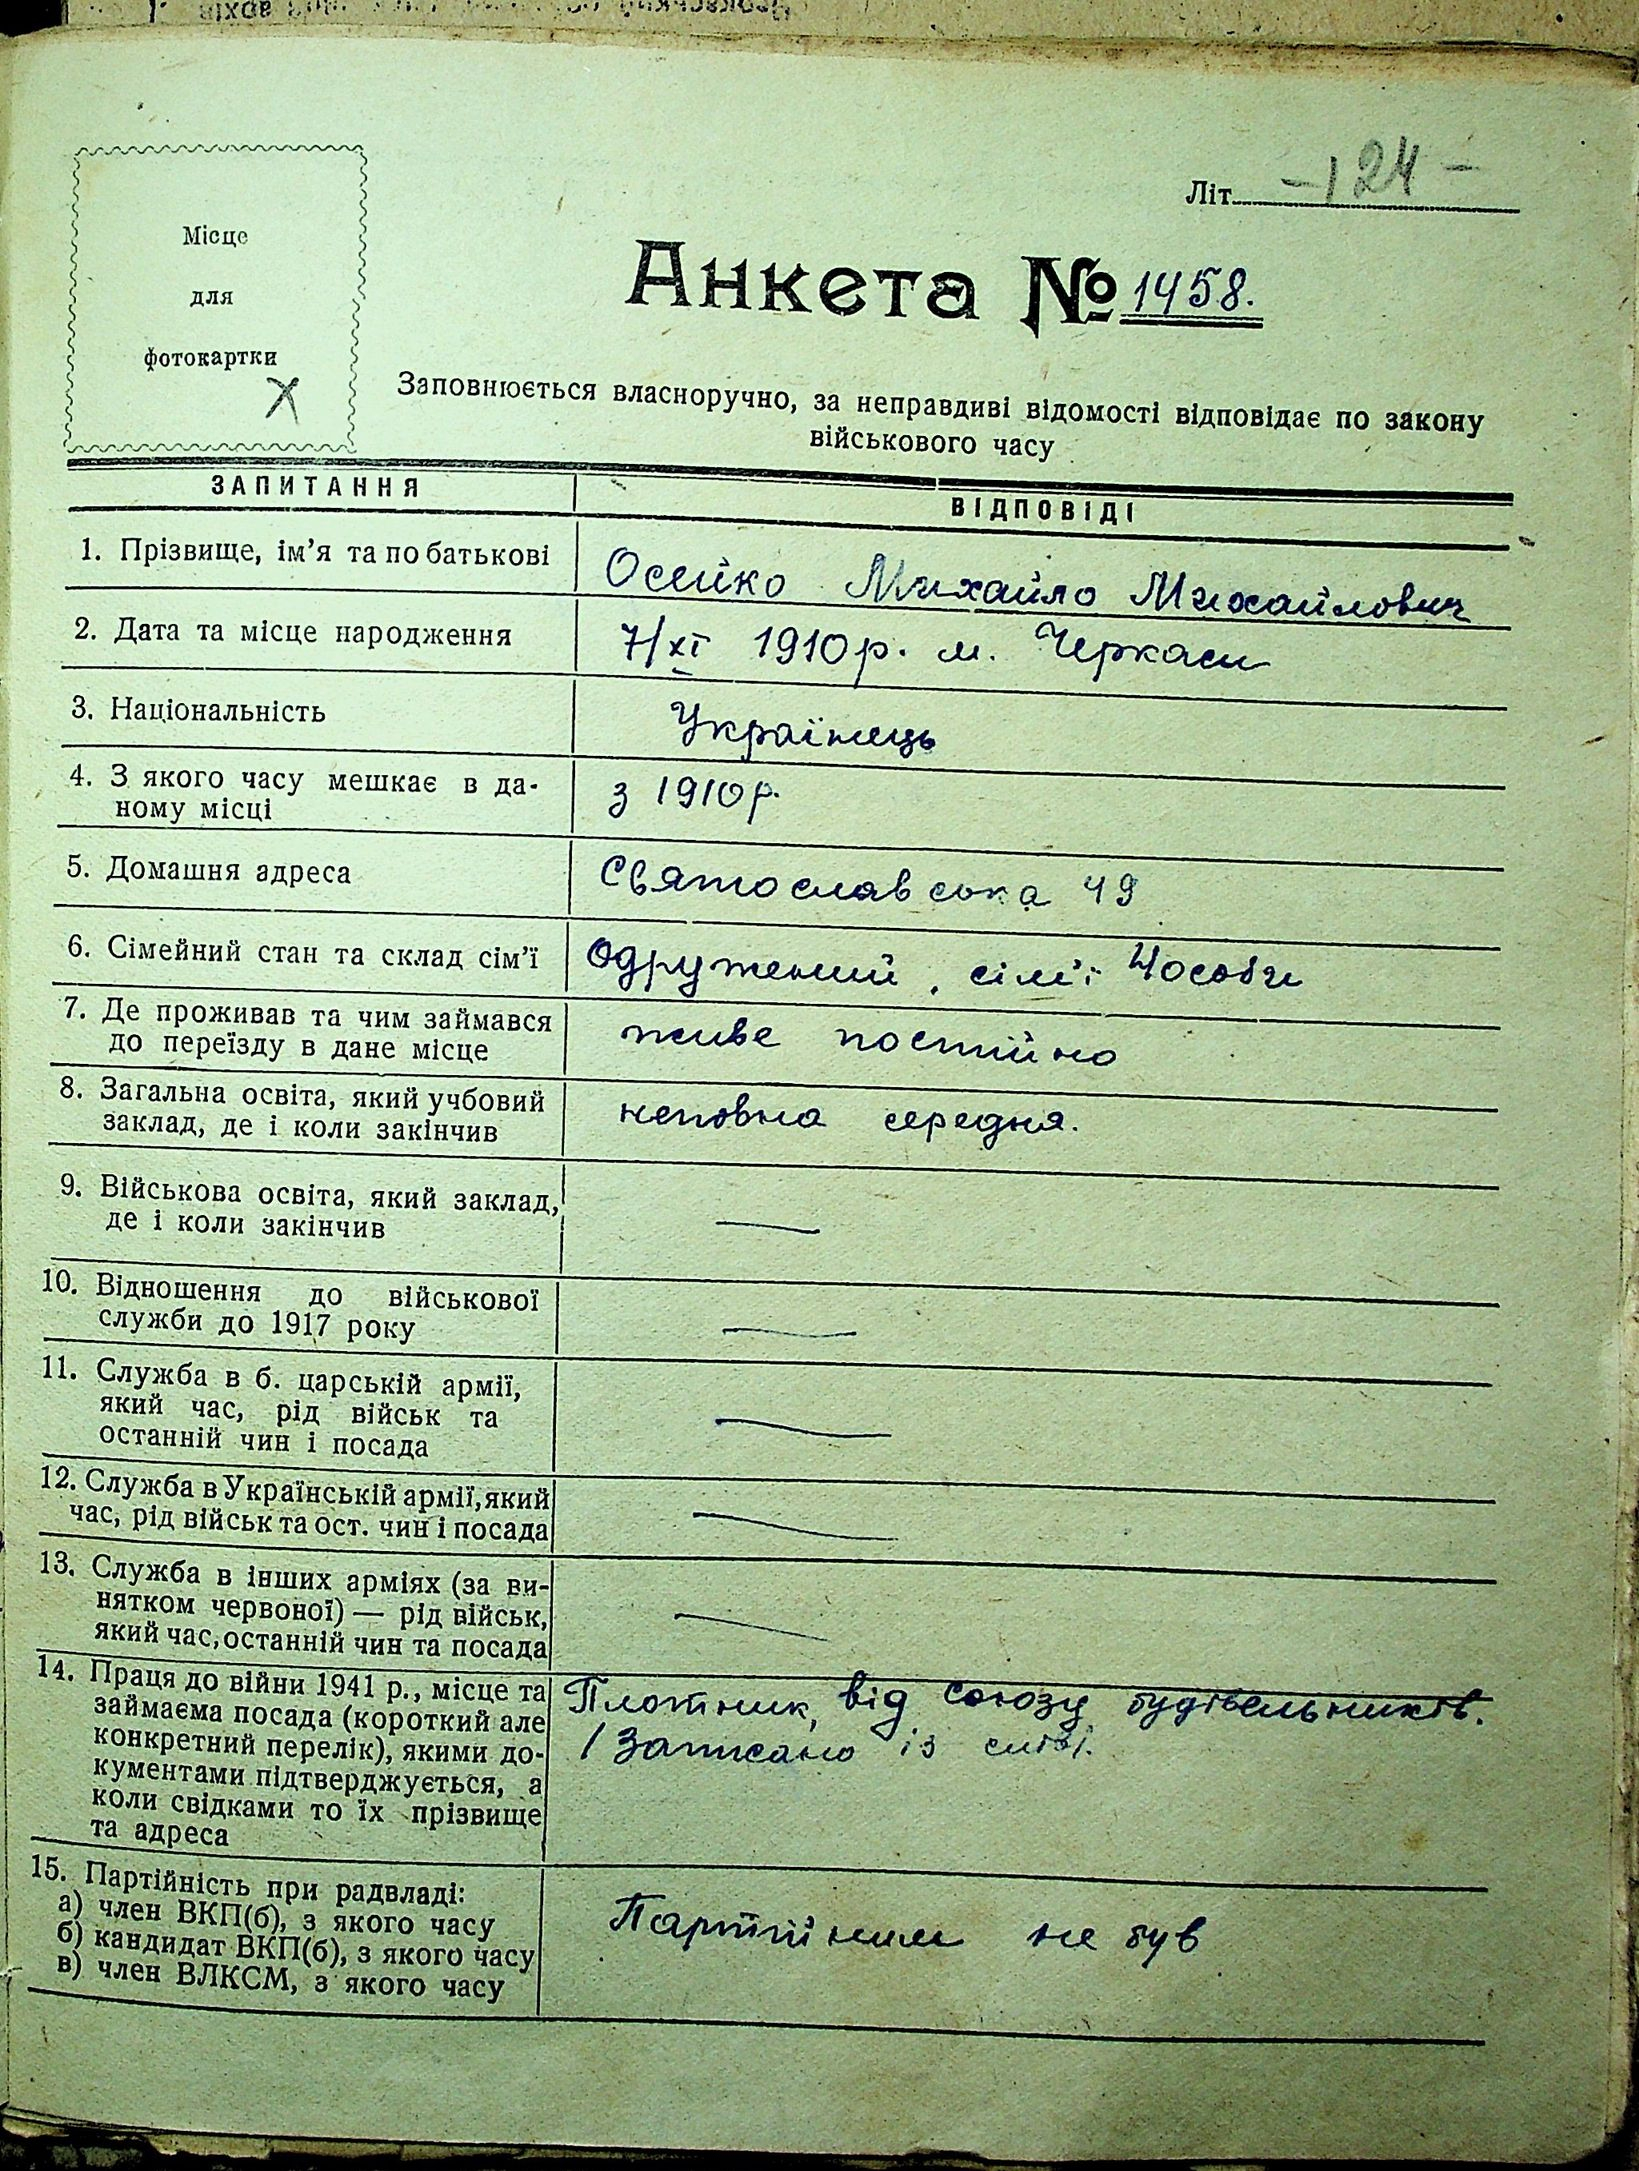 Літ. -124-
Місце
для
фотокартки
Х
Анкета № 1458.
Заповнюється власноручно, за неправдиві відомості відповідає по закону
військового часу
ЗАПИТАННЯ
ВІДПОВІДІ
1. Прізвище, ім'я та по батькові
Осейко Михайло Михайлович
2. Дата та місце народження
7/XI 1910 р. м. Черкаси
3. Національність
Українець
4. З якого часу мешкає в да-
ному місці
з 1910 р.
5. Домашня адреса
Святославська 49
6. Сімейний стан та склад сім'ї
Одружений, сім'ї 4 особи
7. Де проживав та чим займався
до переїзду в дане місце
живе постійно
8. Загальна освіта, який учбовий
заклад, де і коли закінчив
неповна середня.
9. Військова освіта, який заклад,
де і коли закінчив
—
10. Відношення до військової
служби до 1917 року
—
11. Служба в б. царській армії,
який час, рід військ та
останній чин і посада
—
12. Служба в Українській армії, який
час, рід військ та ост. чин і посада
—
13. Служба в інших арміях (за ви-
нятком червоної) — рід військ,
який час, останній чин та посада
—
14. Праця до війни 1941 р., місце та
займаєма посада (короткий але
конкретний перелік), якими до-
кументами підтверджується, а
коли свідками то їх прізвище
та адреса
Плотник, від союзу будівельників.
/Записано із слів/.
15. Партійність при радвладі:
а) член ВКП(б), з якого часу
б) кандидат ВКП(б), з якого часу
в) член ВЛКСМ, з якого часу
Партійним не був